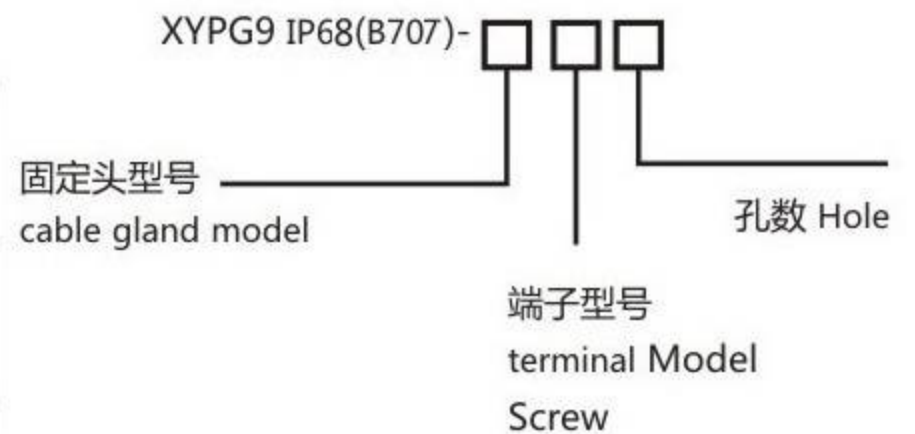 XYPG9 IP68(B707)-
固定头型号
cable gland model
孔数 Hole
端子型号
terminal Model
Screw